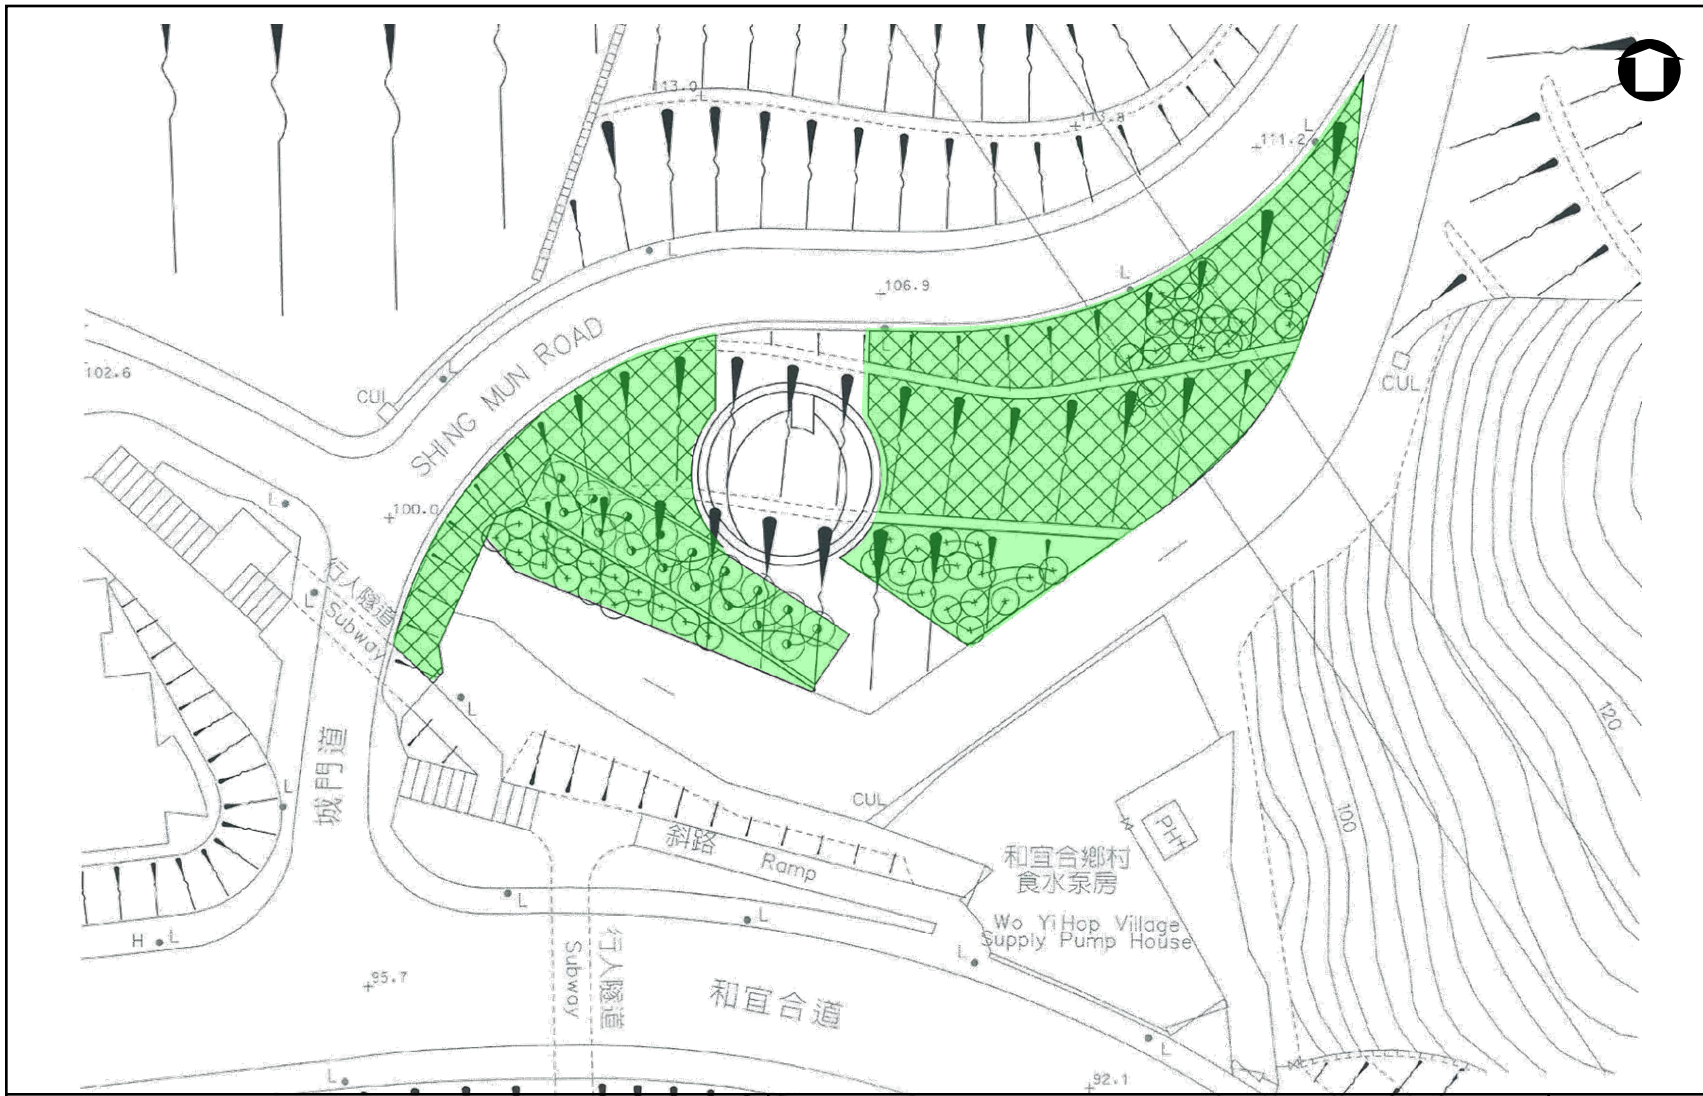 113.0
113.8
L
111.2
L
L
106.9
L
102.6
SHING MUN ROAD
CUL
CUL
L
100.0
行人隧道
Subway
L
L
120
城門道
L
CUL
100
斜路
Ramp
PH
和宜合鄉村
食水泵房
Wo Yi Hop Village
Supply Pump House
L
L
H
L
L
95.7
行人隧道
Subway
和宜合道
L
L
92.1